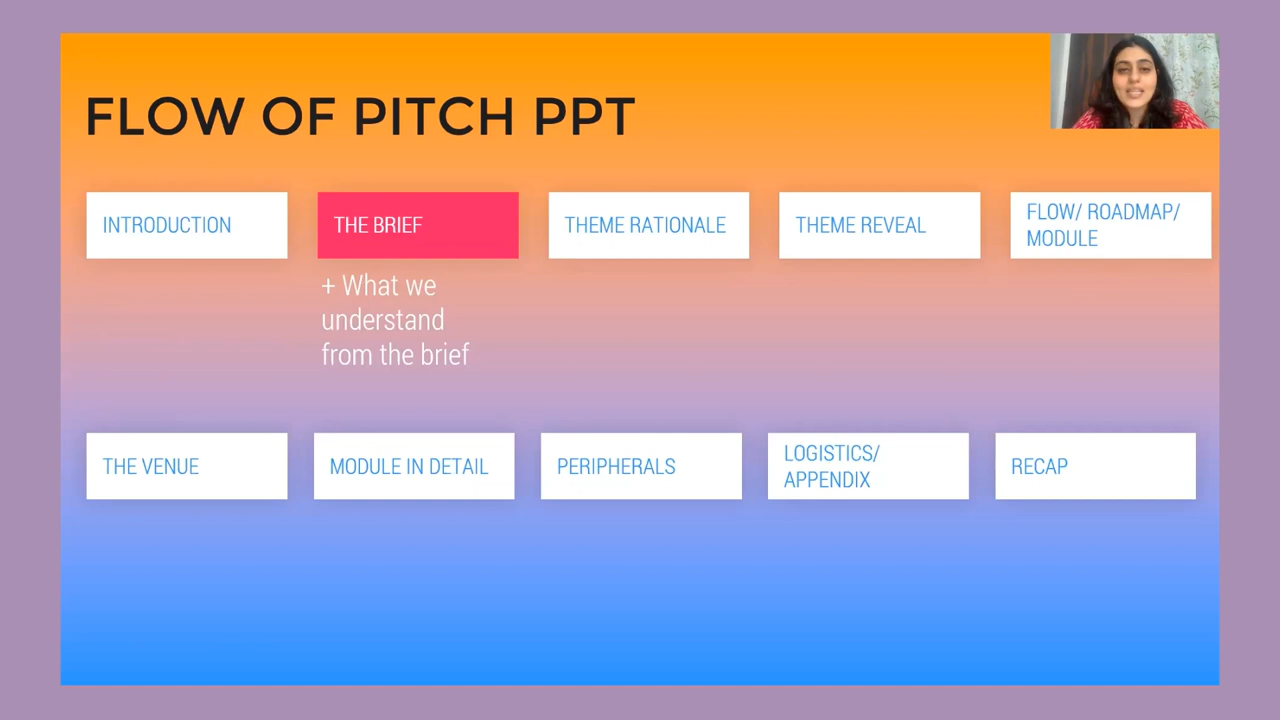 FLOW OF PITCH PPT
INTRODUCTION
THE BRIEF
+ What we
understand
from the brief
THEME RATIONALE
THEME REVEAL
FLOW/ ROADMAP/
MODULE
THE VENUE
MODULE IN DETAIL
PERIPHERALS
LOGISTICS/
APPENDIX
RECAP